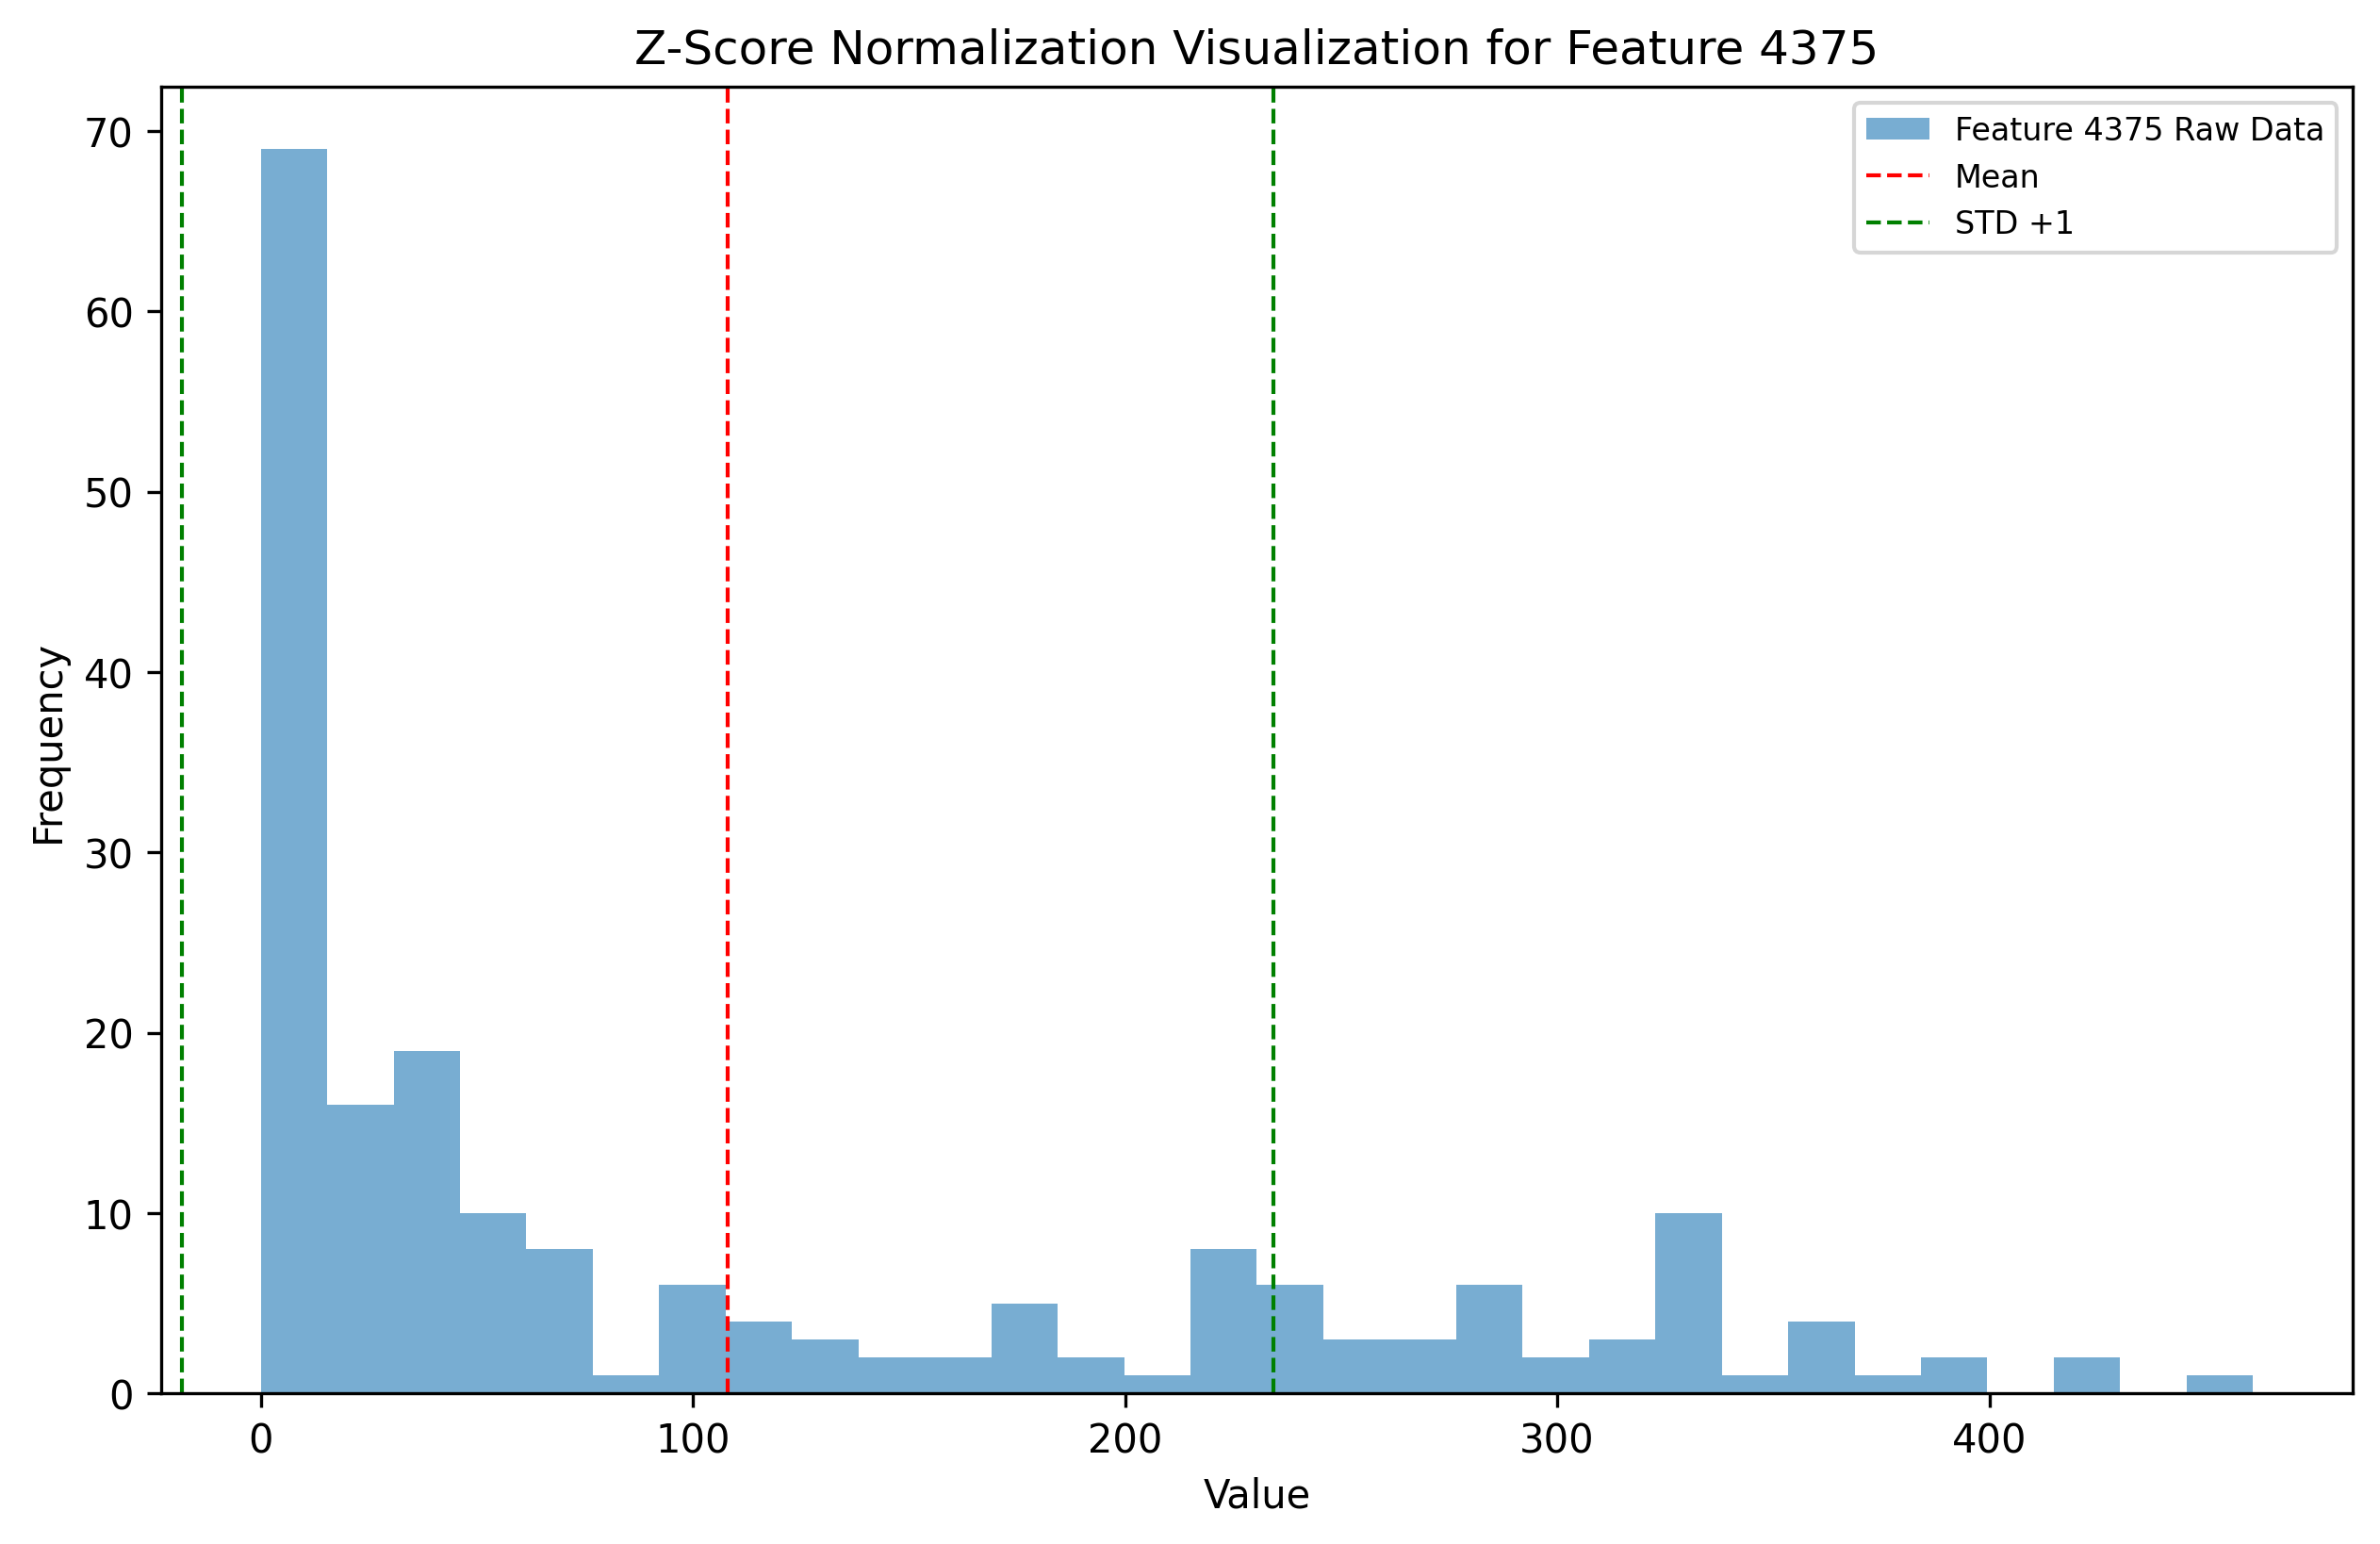 Z-Score Normalization Visualization for Feature 4375
Feature 4375 Raw Data
Mean
STD +1
70
60
50
40
30
20
10
0
Frequency
0 100 200 300 400
Value